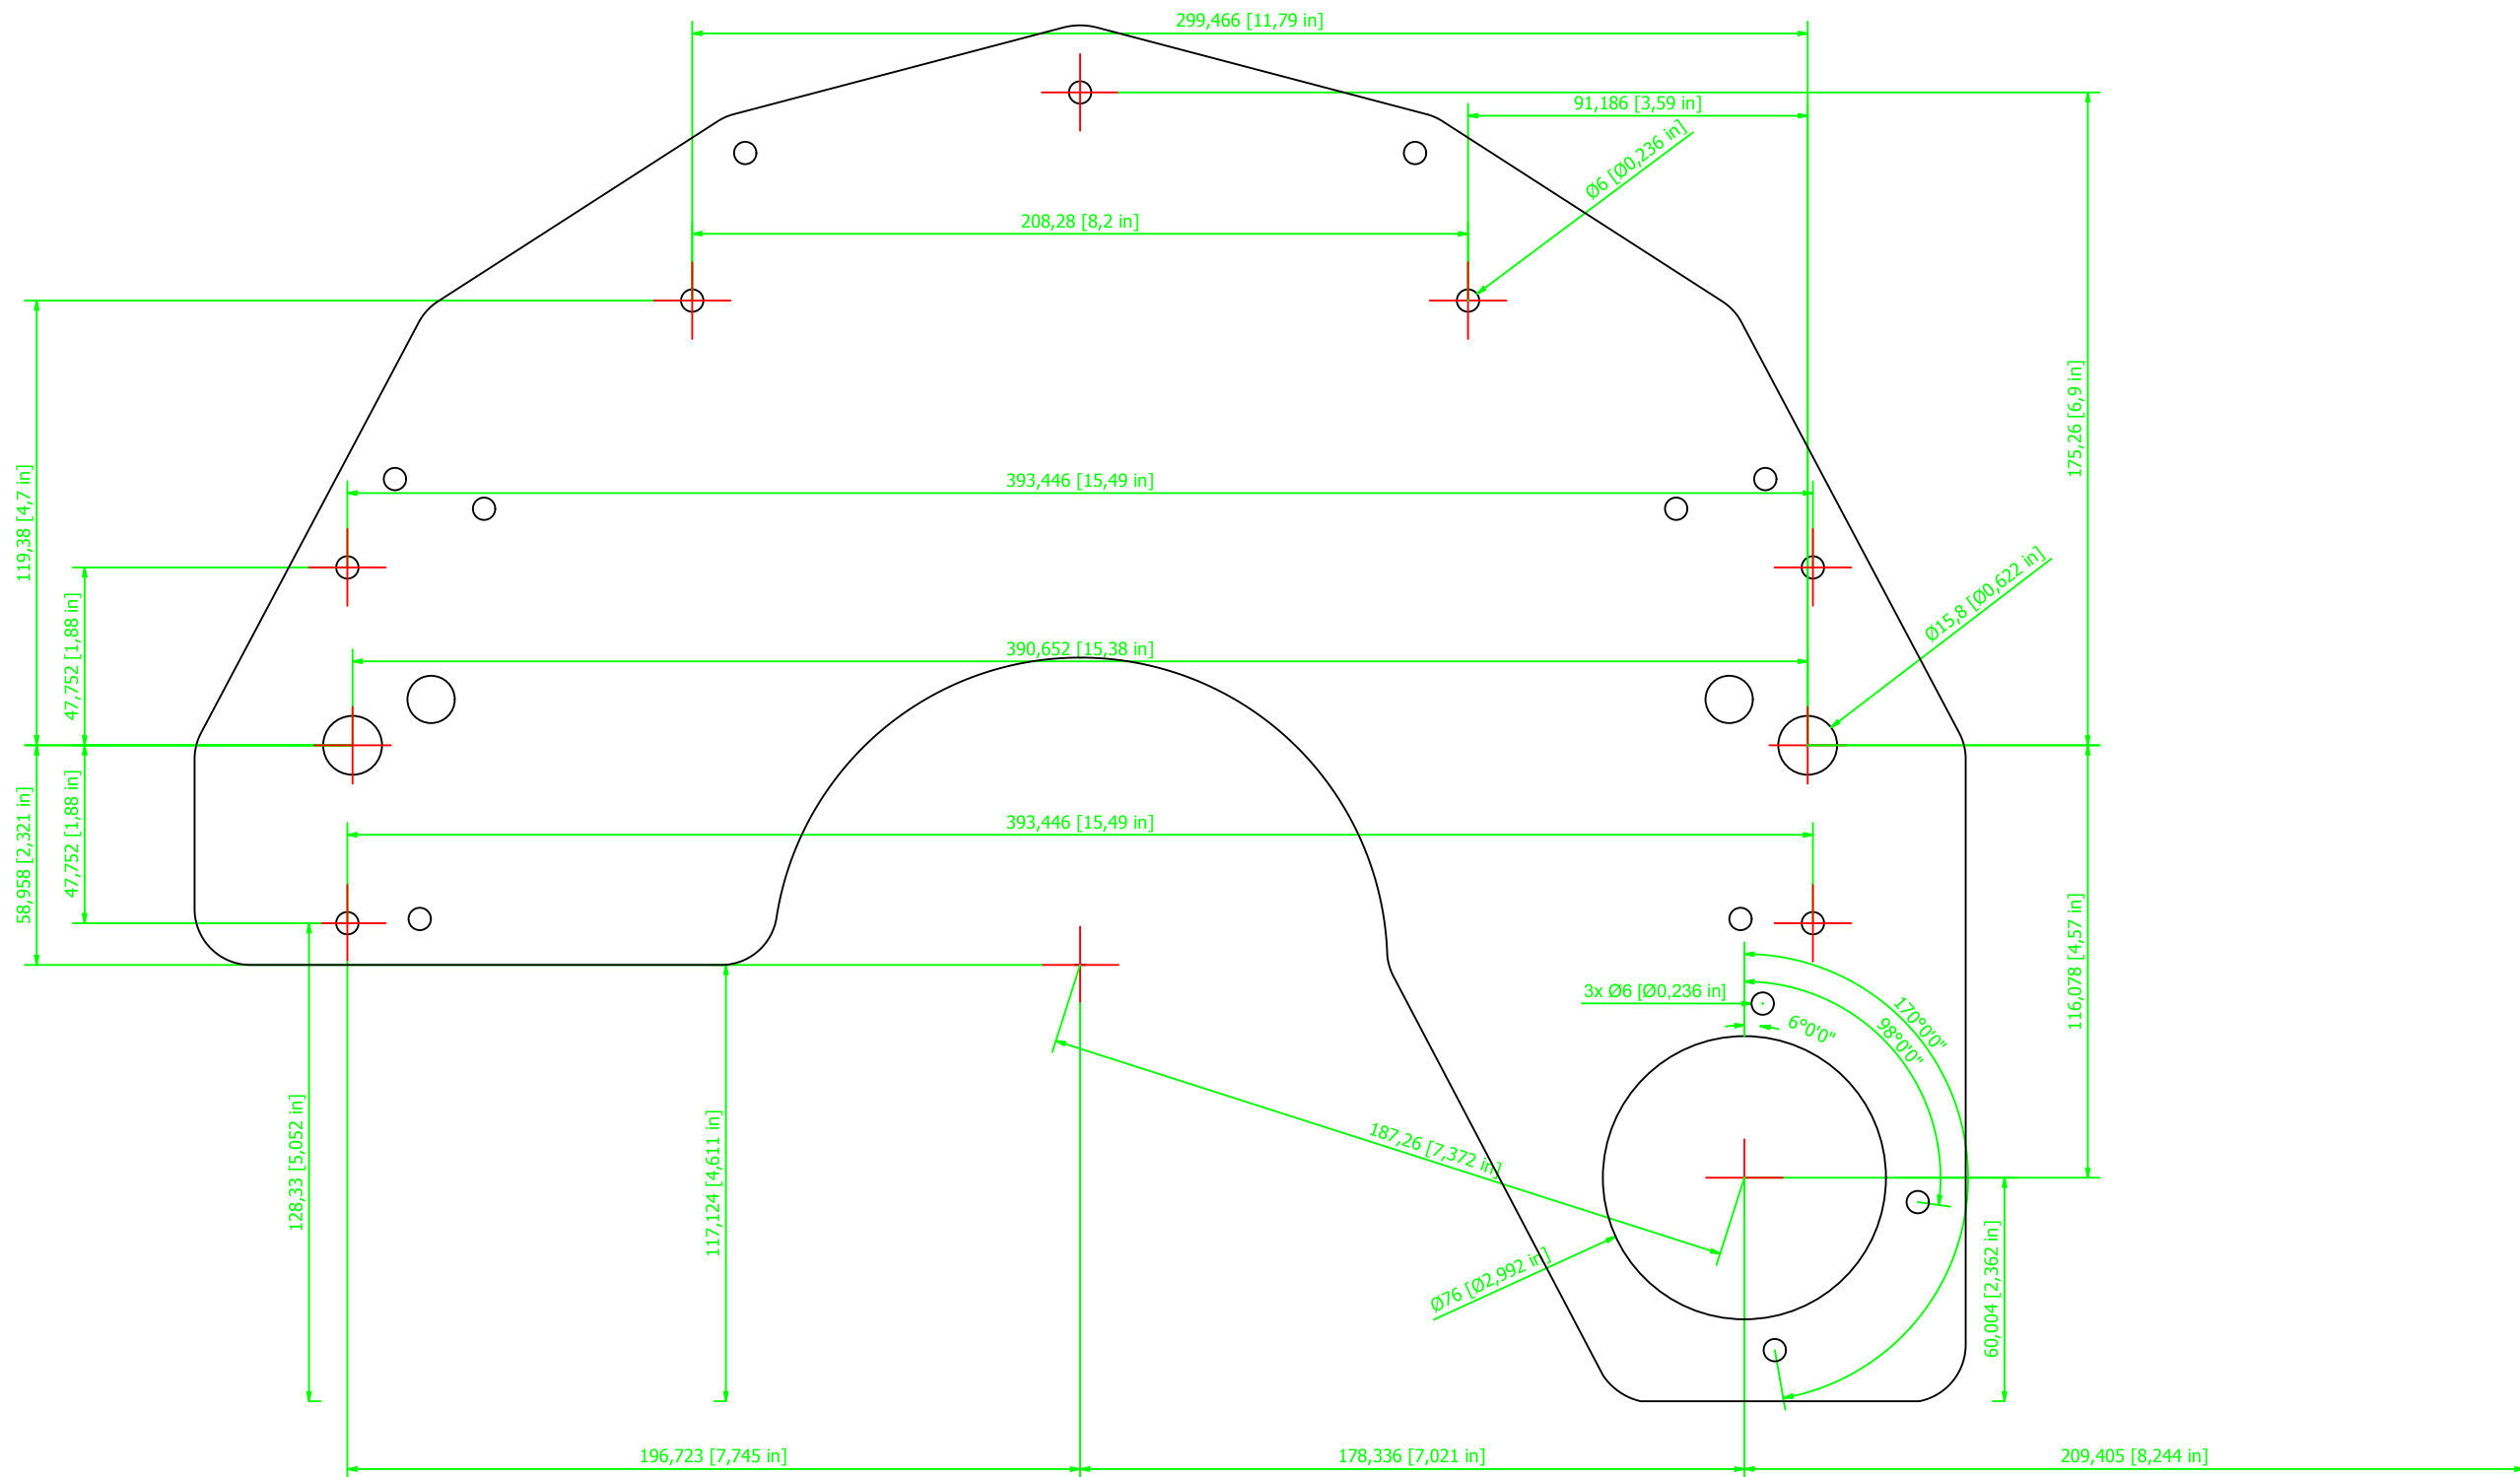 299,466 [11,79 in]
91,186 [3,59 in]
Ø6 [Ø0,236 in]
208,28 [8,2 in]
175,26 [6,9 in]
393,446 [15,49 in]
119,38 [4,7 in]
47,752 [1,88 in]
Ø15,8 [Ø0,622 in]
390,652 [15,38 in]
58,958 [2,321 in]
47,752 [1,88 in]
393,446 [15,49 in]
116,078 [4,57 in]
3x Ø6 [Ø0,236 in]
170°0'0"
98°0'0"
6°0'0"
128,33 [5,052 in]
117,124 [4,611 in]
187,26 [7,372 in]
Ø76 [Ø2,992 in]
60,004 [2,362 in]
196,723 [7,745 in]
178,336 [7,021 in]
209,405 [8,244 in]